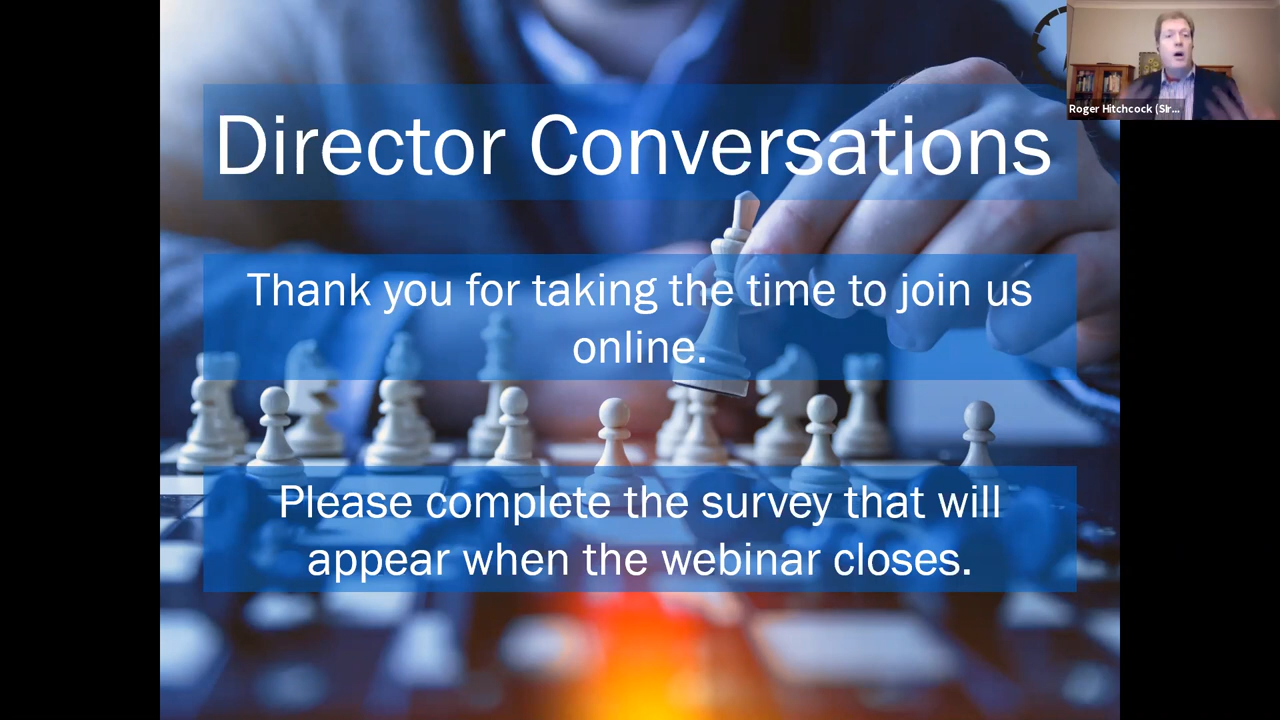 Director Conversations
Thank you for taking the time to join us
online.
Please complete the survey that will
appear when the webinar closes.
Roger Hitchcock (Sir...